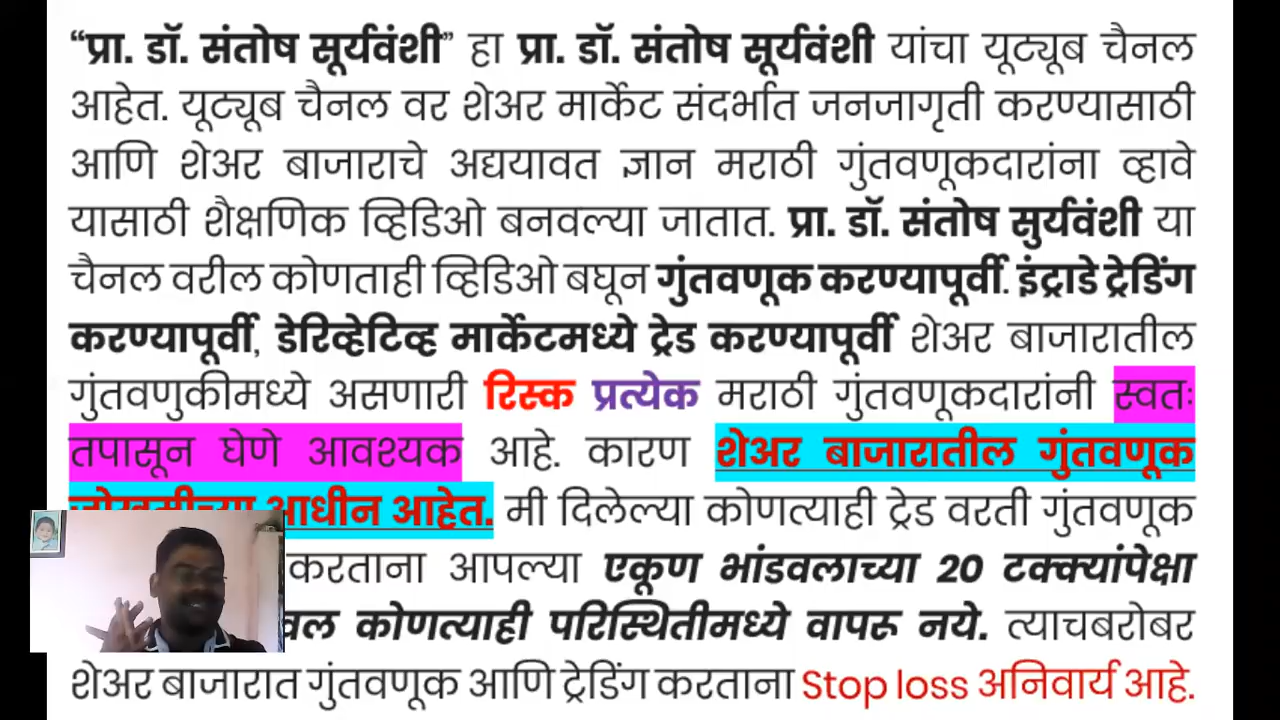 “प्रा. डॉ. संतोष सूर्यवंशी” हा प्रा. डॉ. संतोष सूर्यवंशी यांचा यूट्यूब चैनल
आहेत. यूट्यूब चैनल वर शेअर मार्केट संदर्भात जनजागृती करण्यासाठी
आणि शेअर बाजाराचे अद्ययावत ज्ञान मराठी गुंतवणूकदारांना व्हावे
यासाठी शैक्षणिक व्हिडिओ बनवल्या जातात. प्रा. डॉ. संतोष सुर्यवंशी या
चैनल वरील कोणताही व्हिडिओ बघून गुंतवणूक करण्यापूर्वी. इंट्राडे ट्रेडिंग
करण्यापूर्वी, डेरिव्हेटिव्ह मार्केटमध्ये ट्रेड करण्यापूर्वी शेअर बाजारातील
गुंतवणुकीमध्ये असणारी रिस्क प्रत्येक मराठी गुंतवणूकदारांनी स्वतः
तपासून घेणे आवश्यक आहे. कारण शेअर बाजारातील गुंतवणूक
आधीन आहेत. मी दिलेल्या कोणत्याही ट्रेड वरती गुंतवणूक
करताना आपल्या एकूण भांडवलाच्या 20 टक्क्यांपेक्षा
कोणत्याही परिस्थितीमध्ये वापरू नये. त्याचबरोबर
शेअर बाजारात गुंतवणूक आणि ट्रेडिंग करताना Stop loss अनिवार्य आहे.